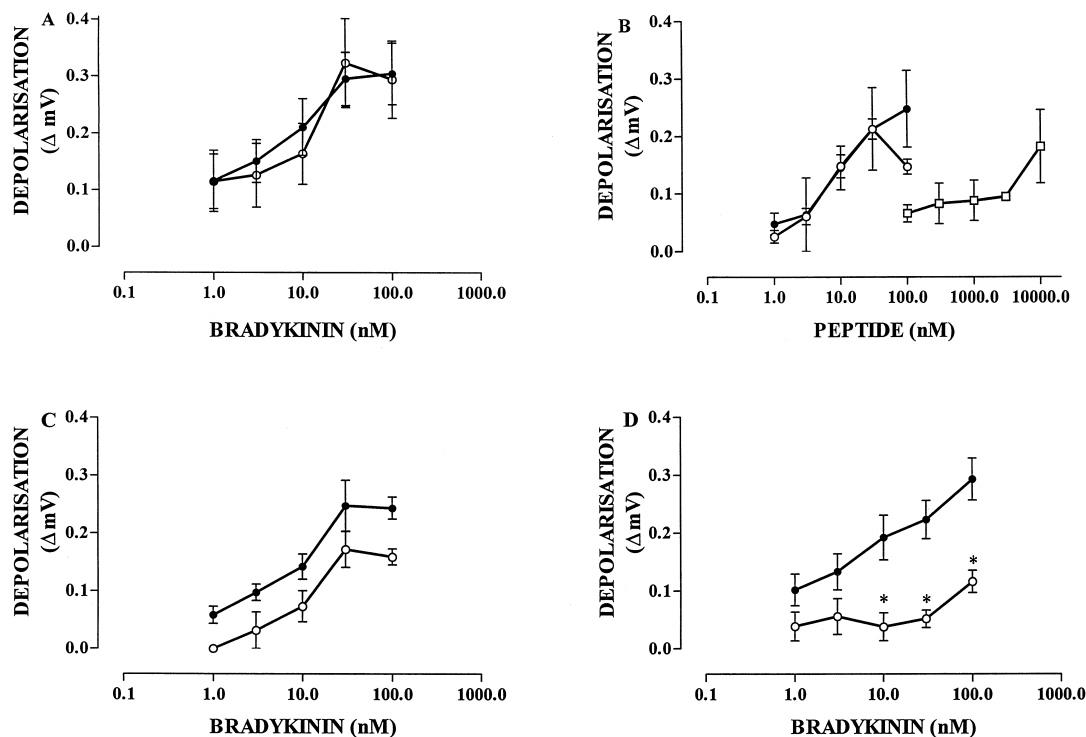 A
DEPOLARISATION
(Δ mV)
0.4
0.3
0.2
0.1
0.0
0.1 1.0 10.0 100.0 1000.0
BRADYKININ (nM)
B
DEPOLARISATION
(Δ mV)
0.4
0.3
0.2
0.1
0.0
0.1 1.0 10.0 100.0 1000.0 10000.0
PEPTIDE (nM)
C
DEPOLARISATION
(Δ mV)
0.4
0.3
0.2
0.1
0.0
0.1 1.0 10.0 100.0 1000.0
BRADYKININ (nM)
D
DEPOLARISATION
(Δ mV)
0.4
0.3
0.2
0.1
0.0
* * *
0.1 1.0 10.0 100.0 1000.0
BRADYKININ (nM)